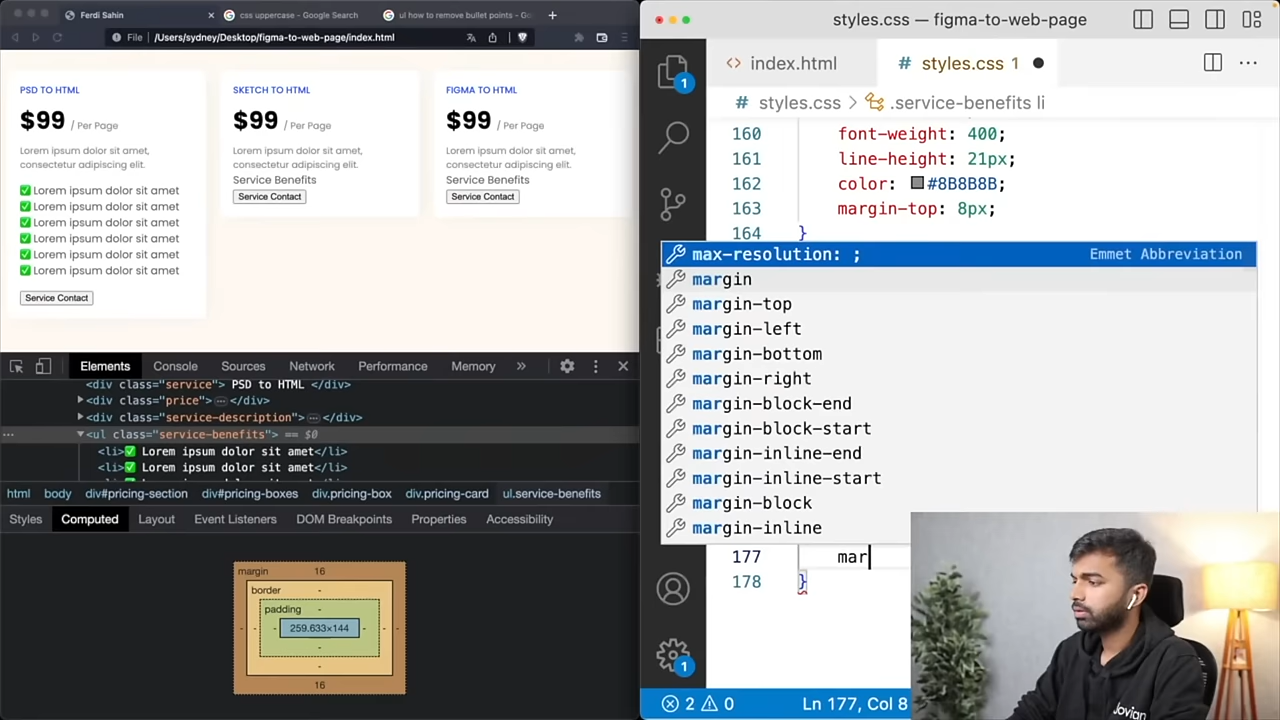 Ferdi Sahin
css uppercase - Google Search
ul how to remove bullet points - Go
File
/Users/sydney/Desktop/figma-to-web-page/index.html
PSD TO HTML
$99 / Per Page
Lorem ipsum dolor sit amet,
consectetur adipiscing elit.
✅ Lorem ipsum dolor sit amet
✅ Lorem ipsum dolor sit amet
✅ Lorem ipsum dolor sit amet
✅ Lorem ipsum dolor sit amet
✅ Lorem ipsum dolor sit amet
✅ Lorem ipsum dolor sit amet
Service Contact
SKETCH TO HTML
$99 / Per Page
Lorem ipsum dolor sit amet,
consectetur adipiscing elit.
Service Benefits
Service Contact
FIGMA TO HTML
$99 / Per Page
Lorem ipsum dolor sit amet,
consectetur adipiscing elit.
Service Benefits
Service Contact
Elements Console Sources Network Performance Memory »
<div class="service"> PSD TO HTML </div>
<div class="price">…</div>
<div class="service-description">…</div>
<ul class="service-benefits"> == $0
<li>✅ Lorem ipsum dolor sit amet</li>
<li>✅ Lorem ipsum dolor sit amet</li>
html body div#pricing-section div#pricing-boxes div.pricing-box div.pricing-card ul.service-benefits
Styles Computed Layout Event Listeners DOM Breakpoints Properties Accessibility
margin 16
border -
padding -
- - - 259.633×144 - - -
-
-
16
styles.css — figma-to-web-page
1
1
index.html
# styles.css 1
# styles.css > .service-benefits li
160 font-weight: 400;
161 line-height: 21px;
162 color: #8B8B8B;
163 margin-top: 8px;
164 }
max-resolution: ; Emmet Abbreviation
margin
margin-top
margin-left
margin-bottom
margin-right
margin-block-end
margin-block-start
margin-inline-end
margin-inline-start
margin-block
margin-inline
177 mar
178 }
2 0 Ln 177, Col 8
Jovian